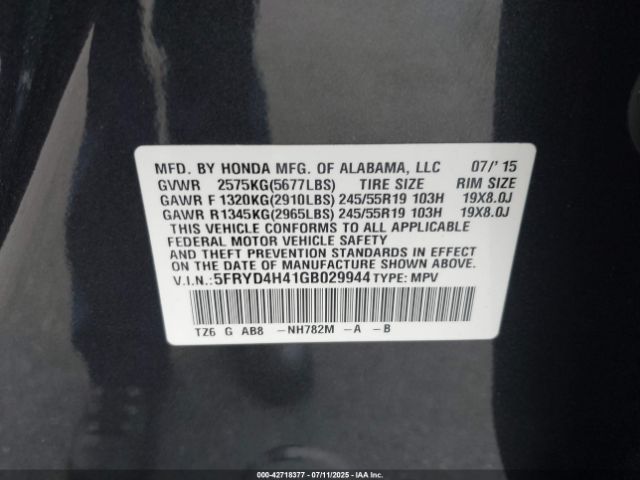 MFD. BY HONDA MFG. OF ALABAMA, LLC 07/' 15
GVWR 2575KG(5677LBS) TIRE SIZE RIM SIZE
GAWR F 1320KG(2910LBS) 245/55R19 103H 19X8.0J
GAWR R1345KG(2965LBS) 245/55R19 103H 19X8.0J
THIS VEHICLE CONFORMS TO ALL APPLICABLE
FEDERAL MOTOR VEHICLE SAFETY
AND THEFT PREVENTION STANDARDS IN EFFECT
ON THE DATE OF MANUFACTURE SHOWN ABOVE.
V.I.N.: 5FRYD4H41GB029944 TYPE: MPV
TZ6 G AB8 -NH782M -A -B
000-42718377 - 07/11/2025 - IAAI.COM